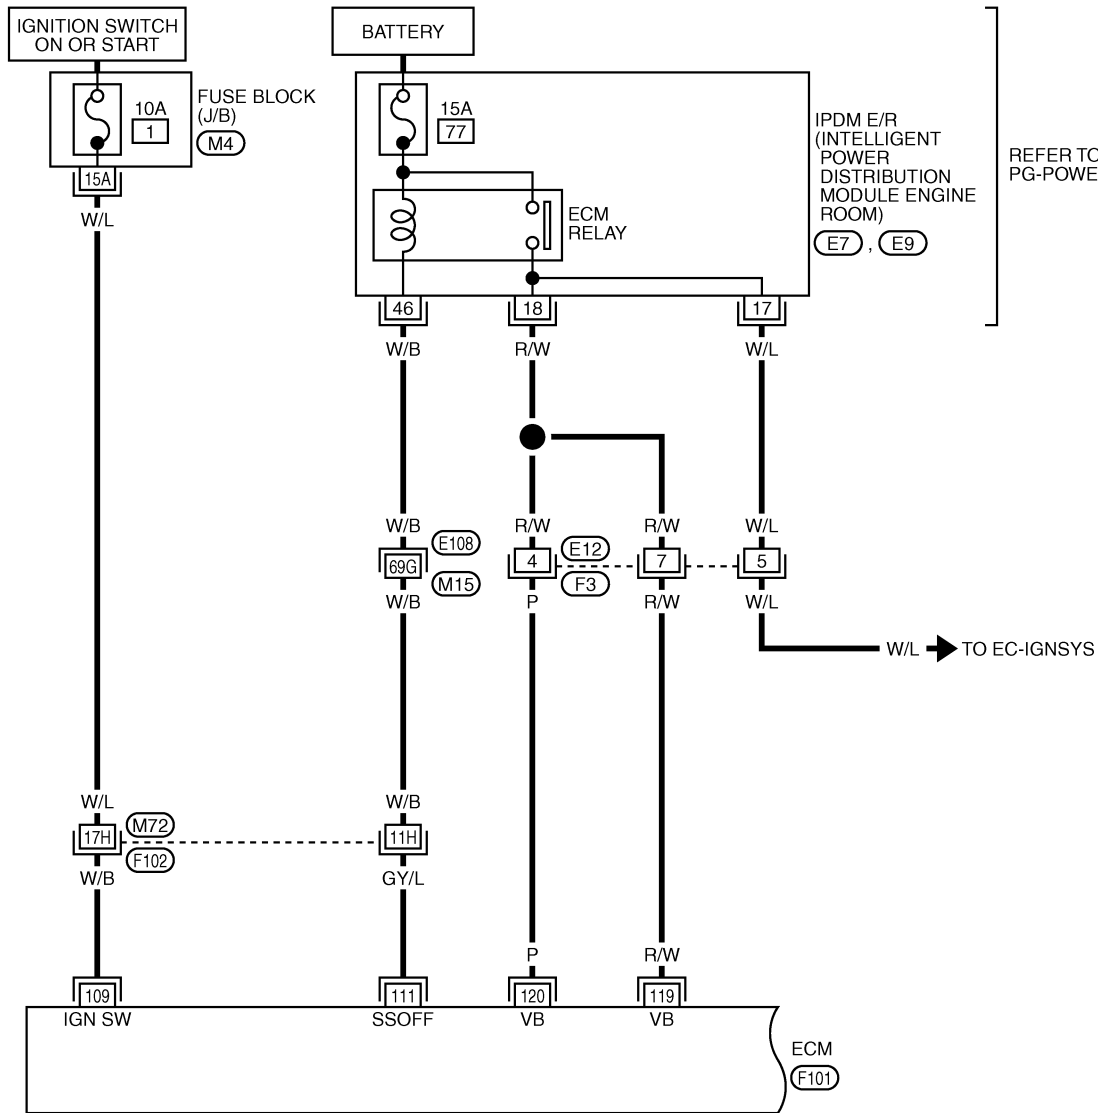 IGNITION SWITCH
ON OR START
BATTERY
10A
1
FUSE BLOCK
(J/B)
M4
15A
77
IPDM E/R
(INTELLIGENT
POWER
DISTRIBUTION
MODULE ENGINE
ROOM)
E7 , E9
REFER TO
PG-POWE
15A
W/L
ECM
RELAY
46
18
17
W/B
R/W
W/L
W/B
R/W
R/W
W/L
69G
E108
M15
4
E12
F3
7
5
W/B
P
R/W
W/L
W/L
TO EC-IGNSYS
W/L
W/B
17H
M72
F102
11H
W/B
GY/L
P
R/W
109
111
120
119
IGN SW
SSOFF
VB
VB
ECM
F101